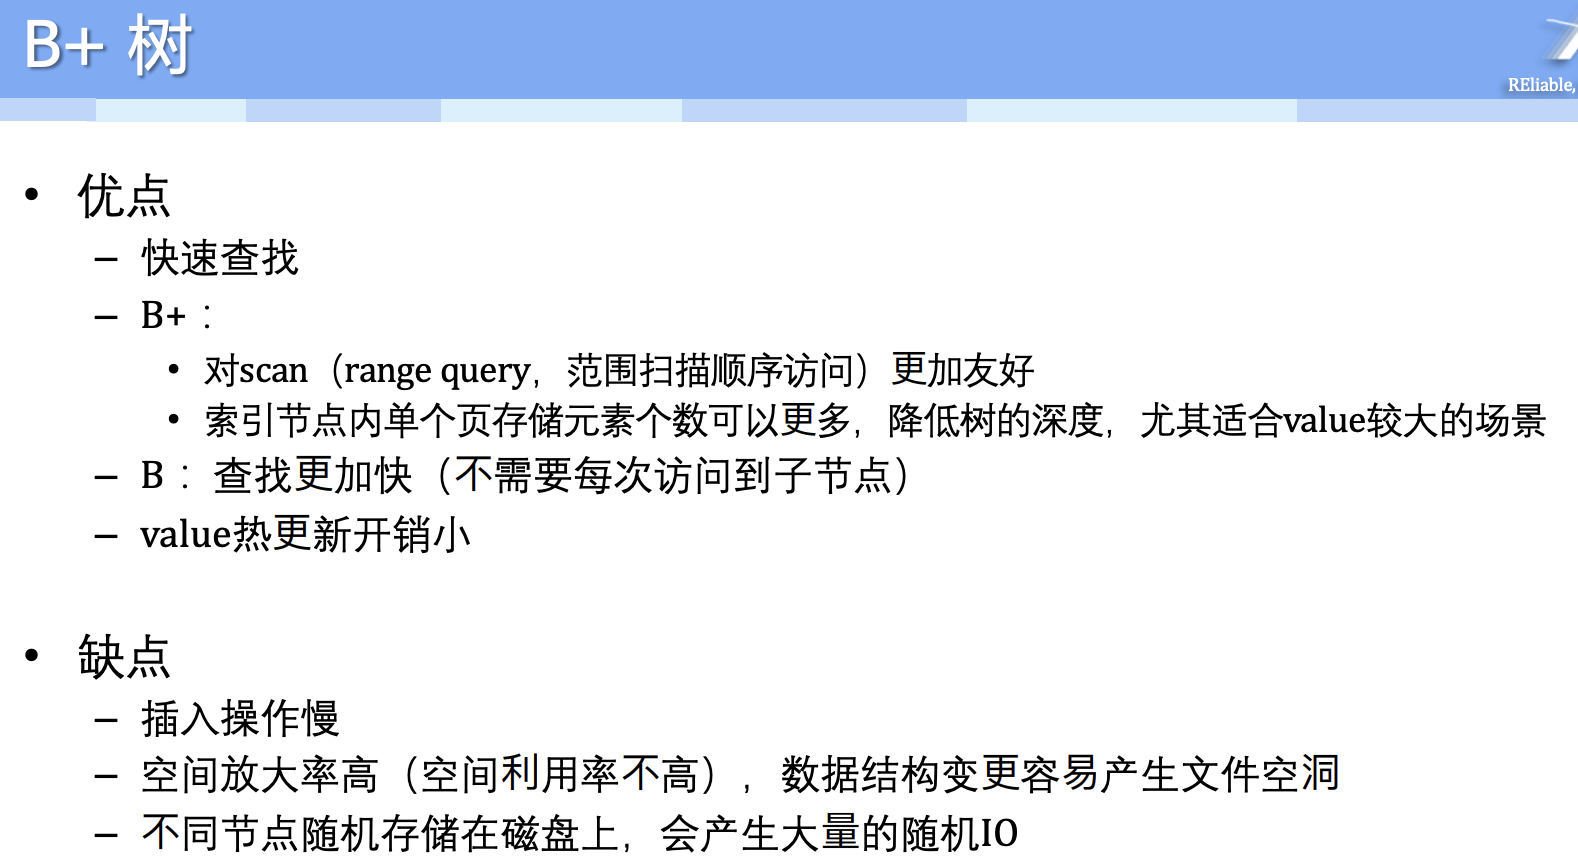 B+ 树
REliable,
• 优点
– 快速查找
– B+：
• 对scan（range query，范围扫描顺序访问）更加友好
• 索引节点内单个页存储元素个数可以更多，降低树的深度，尤其适合value较大的场景
– B：查找更加快（不需要每次访问到子节点）
– value热更新开销小
• 缺点
– 插入操作慢
– 空间放大率高（空间利用率不高），数据结构变更容易产生文件空洞
– 不同节点随机存储在磁盘上，会产生大量的随机IO